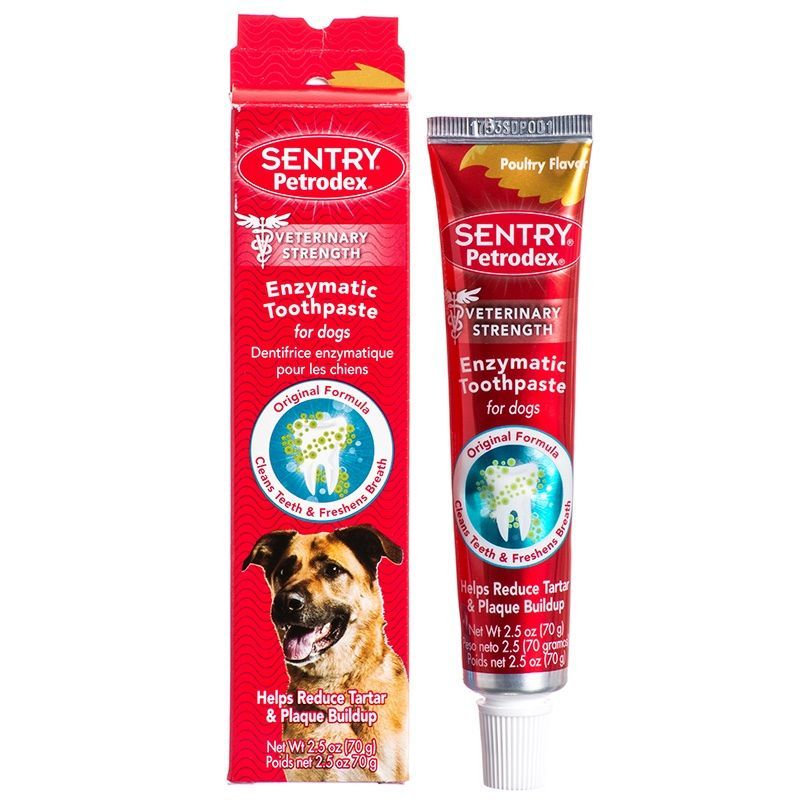 SENTRY®
Petrodex®
VETERINARY
STRENGTH
Enzymatic
Toothpaste
for dogs
Dentifrice enzymatique
pour les chiens
Original Formula
Cleans Teeth & Freshens Breath
Helps Reduce Tartar
& Plaque Buildup
Net Wt 2.5 oz (70 g)
Poids net 2.5 oz 70 g
1753SDP001
Poultry Flavor
SENTRY®
Petrodex®
VETERINARY
STRENGTH
Enzymatic
Toothpaste
for dogs
Original Formula
Cleans Teeth & Freshens Breath
Helps Reduce Tartar
& Plaque Buildup
Net Wt 2.5 oz (70 g)
Peso neto 2.5 (70 gramos)
Poids net 2.5 oz (70 g)